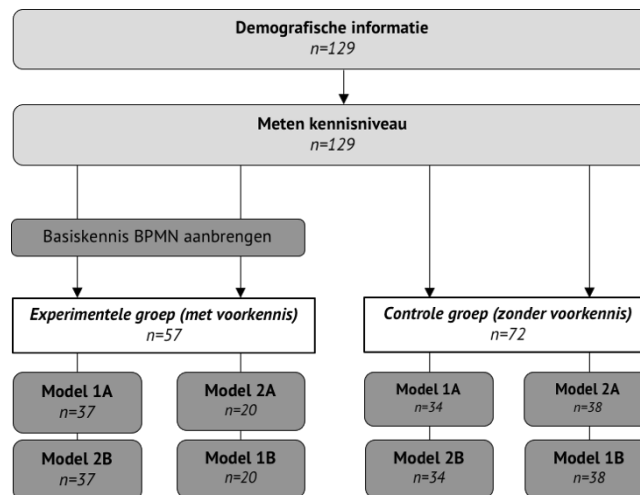 Demografische informatie
n=129
Meten kennisniveau
n=129
Basiskennis BPMN aanbrengen
Experimentele groep (met voorkennis)
n=57
Controle groep (zonder voorkennis)
n=72
Model 1A
n=37
Model 2A
n=20
Model 1A
n=34
Model 2A
n=38
Model 2B
n=37
Model 1B
n=20
Model 2B
n=34
Model 1B
n=38